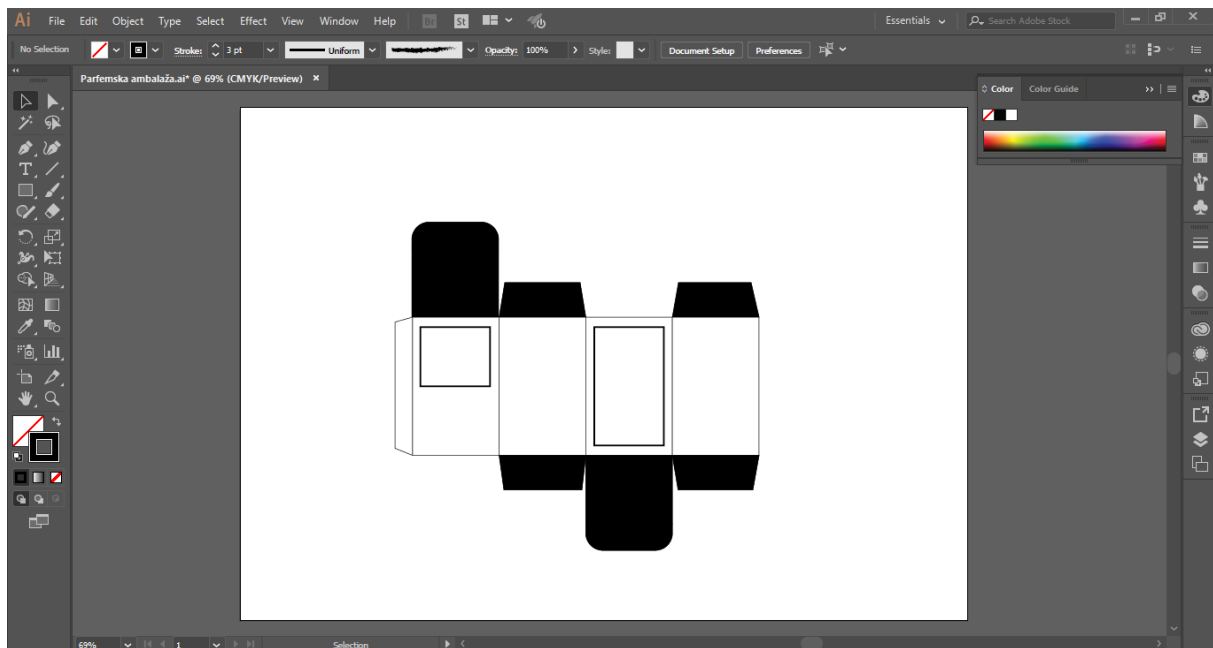 Ai File Edit Object Type Select Effect View Window Help Br St Essentials Search Adobe Stock
No Selection Stroke: 3 pt Uniform Opacity: 100% Style: Document Setup Preferences
Parfemska ambalaža.ai* @ 69% (CMYK/Preview) ×
Color Color Guide
T
69% 1 Selection